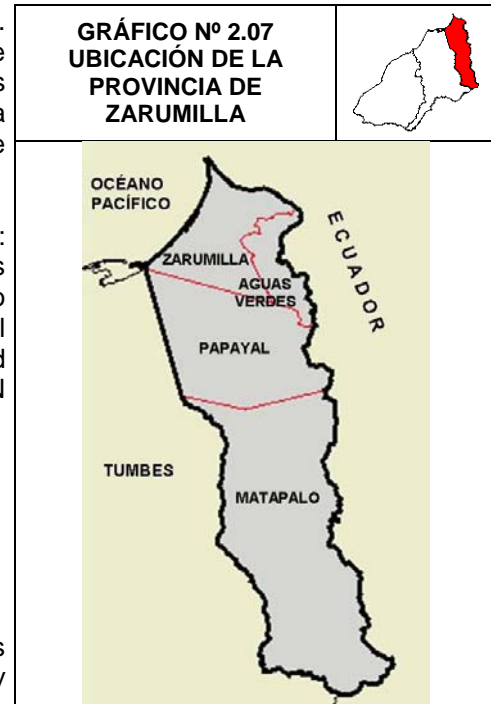 GRÁFICO Nº 2.07
UBICACIÓN DE LA
PROVINCIA DE
ZARUMILLA
OCÉANO
PACÍFICO
ECUADOR
ZARUMILLA
AGUAS
VERDES
PAPAYAL
TUMBES
MATAPALO